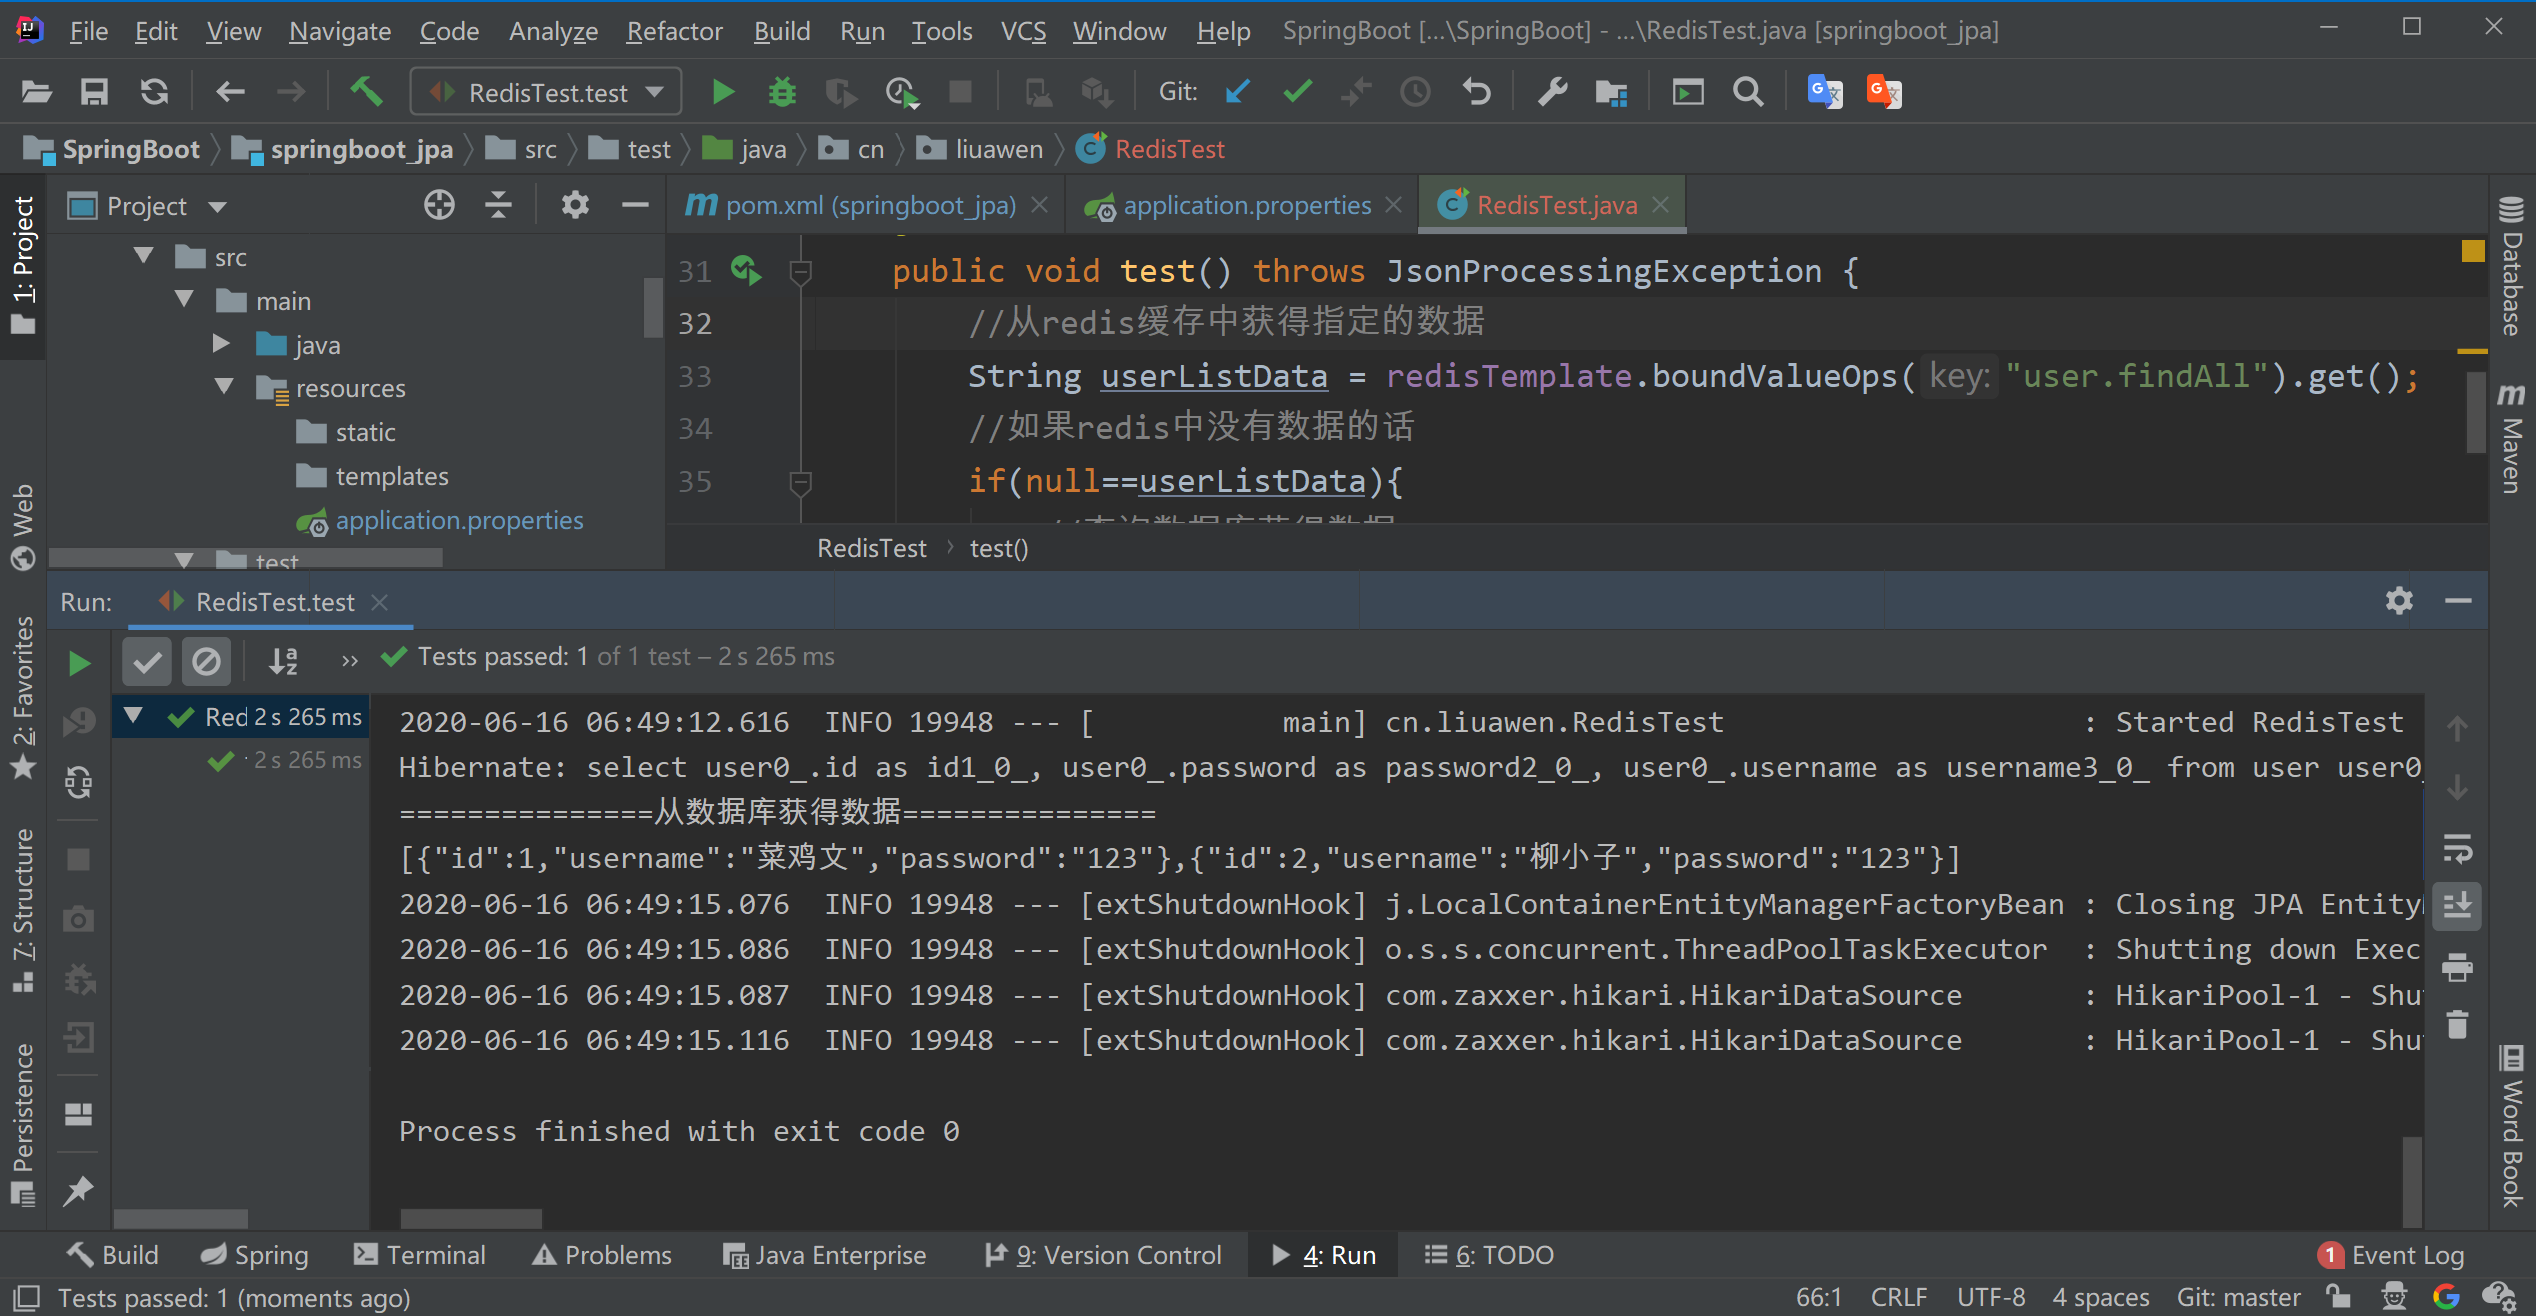 File Edit View Navigate Code Analyze Refactor Build Run Tools VCS Window Help SpringBoot [...\SpringBoot] - ...\RedisTest.java [springboot_jpa]
RedisTest.test Git:
SpringBoot springboot_jpa src test java cn liuawen RedisTest
Project
pom.xml (springboot_jpa) application.properties RedisTest.java
src
main
java
resources
static
templates
application.properties
test
31 public void test() throws JsonProcessingException {
32 //从redis缓存中获得指定的数据
33 String userListData = redisTemplate.boundValueOps( key: "user.findAll").get();
34 //如果redis中没有数据的话
35 if(null==userListData){
//查询数据库获得数据
RedisTest test()
1: Project
Web
2: Favorites
7: Structure
Persistence
Database
Maven
Word Book
Run: RedisTest.test
Tests passed: 1 of 1 test – 2 s 265 ms
Red 2 s 265 ms
2 s 265 ms
2020-06-16 06:49:12.616  INFO 19948 --- [           main] cn.liuawen.RedisTest                     : Started RedisTest
Hibernate: select user0_.id as id1_0_, user0_.password as password2_0_, user0_.username as username3_0_ from user user0_
===============从数据库获得数据===============
[{"id":1,"username":"菜鸡文","password":"123"},{"id":2,"username":"柳小子","password":"123"}]
2020-06-16 06:49:15.076  INFO 19948 --- [extShutdownHook] j.LocalContainerEntityManagerFactoryBean : Closing JPA Entity
2020-06-16 06:49:15.086  INFO 19948 --- [extShutdownHook] o.s.s.concurrent.ThreadPoolTaskExecutor  : Shutting down Exec
2020-06-16 06:49:15.087  INFO 19948 --- [extShutdownHook] com.zaxxer.hikari.HikariDataSource       : HikariPool-1 - Shu
2020-06-16 06:49:15.116  INFO 19948 --- [extShutdownHook] com.zaxxer.hikari.HikariDataSource       : HikariPool-1 - Shu
Process finished with exit code 0
Build Spring Terminal Problems Java Enterprise 9: Version Control 4: Run 6: TODO 1 Event Log
Tests passed: 1 (moments ago) 66:1 CRLF UTF-8 4 spaces Git: master